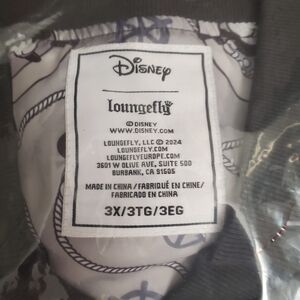 Disney
Loungefly
© DISNEY
WWW.DISNEY.COM
LOUNGEFLY, LLC © 2024
LOUNGEFLY.COM
LOUNGEFLYEUROPE.COM
3601 W OLIVE AVE, SUITE 500
BURBANK, CA 91505
MADE IN CHINA / FABRIQUÉ EN CHINE /
FABRICADO EN CHINA
3X/3TG/3EG